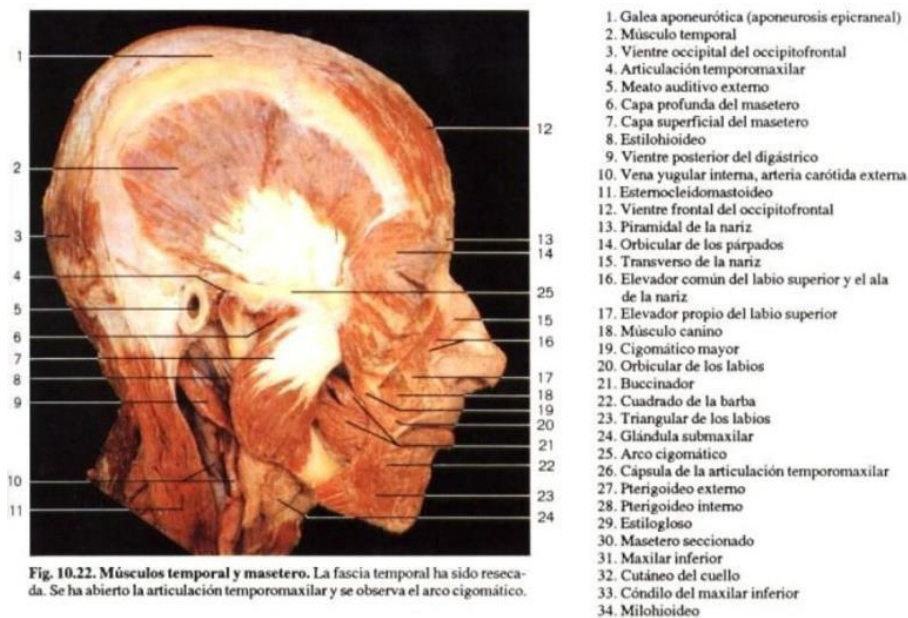 1
2
3
4
5
6
7
8
9
10
11
12
13
14
25
15
16
17
18
19
20
21
22
23
24
Fig. 10.22. Músculos temporal y masetero. La fascia temporal ha sido reseca-
da. Se ha abierto la articulación temporomaxilar y se observa el arco cigomático.
1. Galea aponeurótica (aponeurosis epicraneal)
2. Músculo temporal
3. Vientre occipital del occipitofrontal
4. Articulación temporomaxilar
5. Meato auditivo externo
6. Capa profunda del masetero
7. Capa superficial del masetero
8. Estilohioideo
9. Vientre posterior del digástrico
10. Vena yugular interna, arteria carótida externa
11. Esternocleidomastoideo
12. Vientre frontal del occipitofrontal
13. Piramidal de la nariz
14. Orbicular de los párpados
15. Transverso de la nariz
16. Elevador común del labio superior y el ala
de la nariz
17. Elevador propio del labio superior
18. Músculo canino
19. Cigomático mayor
20. Orbicular de los labios
21. Buccinador
22. Cuadrado de la barba
23. Triangular de los labios
24. Glándula submaxilar
25. Arco cigomático
26. Cápsula de la articulación temporomaxilar
27. Pterigoideo externo
28. Pterigoideo interno
29. Estilogloso
30. Masetero seccionado
31. Maxilar inferior
32. Cutáneo del cuello
33. Cóndilo del maxilar inferior
34. Milohioideo